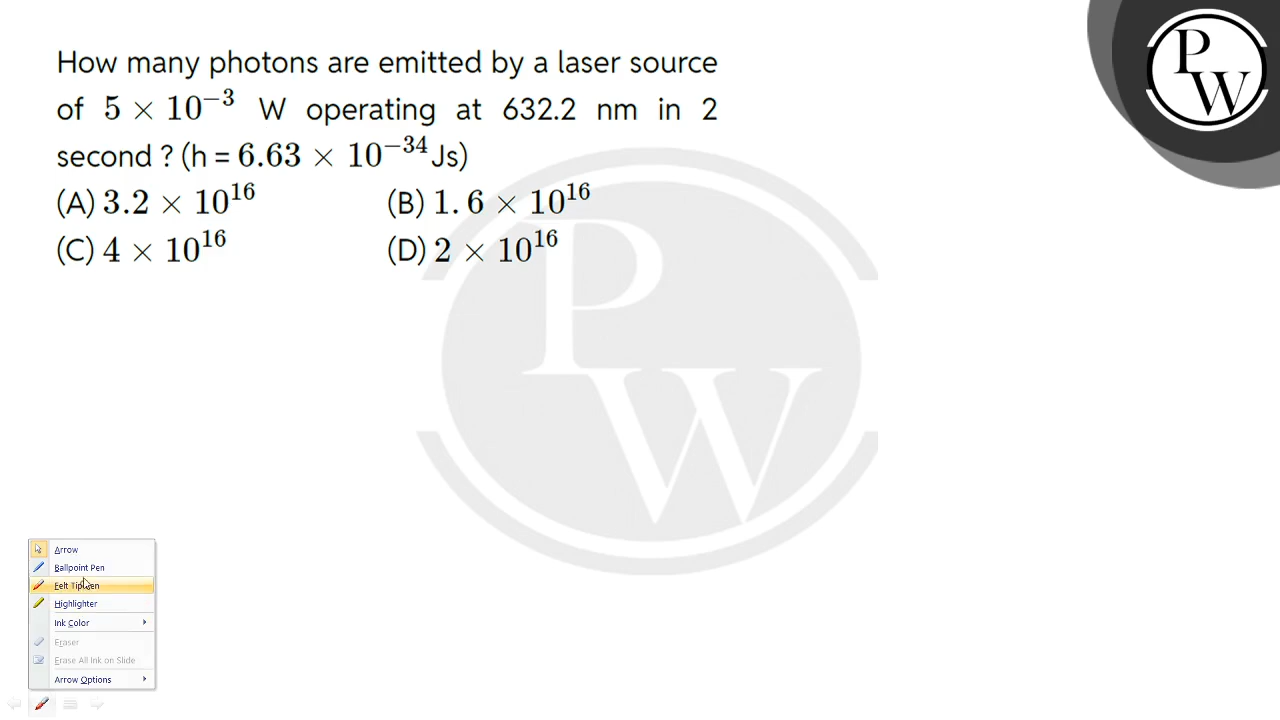 How many photons are emitted by a laser source
of 5 × 10⁻³ W operating at 632.2 nm in 2
second ? (h = 6.63 × 10⁻³⁴ Js)
(A) 3.2 × 10¹⁶ (B) 1. 6 × 10¹⁶
(C) 4 × 10¹⁶ (D) 2 × 10¹⁶
P
W
P
W
Arrow
Ballpoint Pen
Felt Tip Pen
Highlighter
Ink Color
Eraser
Erase All Ink on Slide
Arrow Options